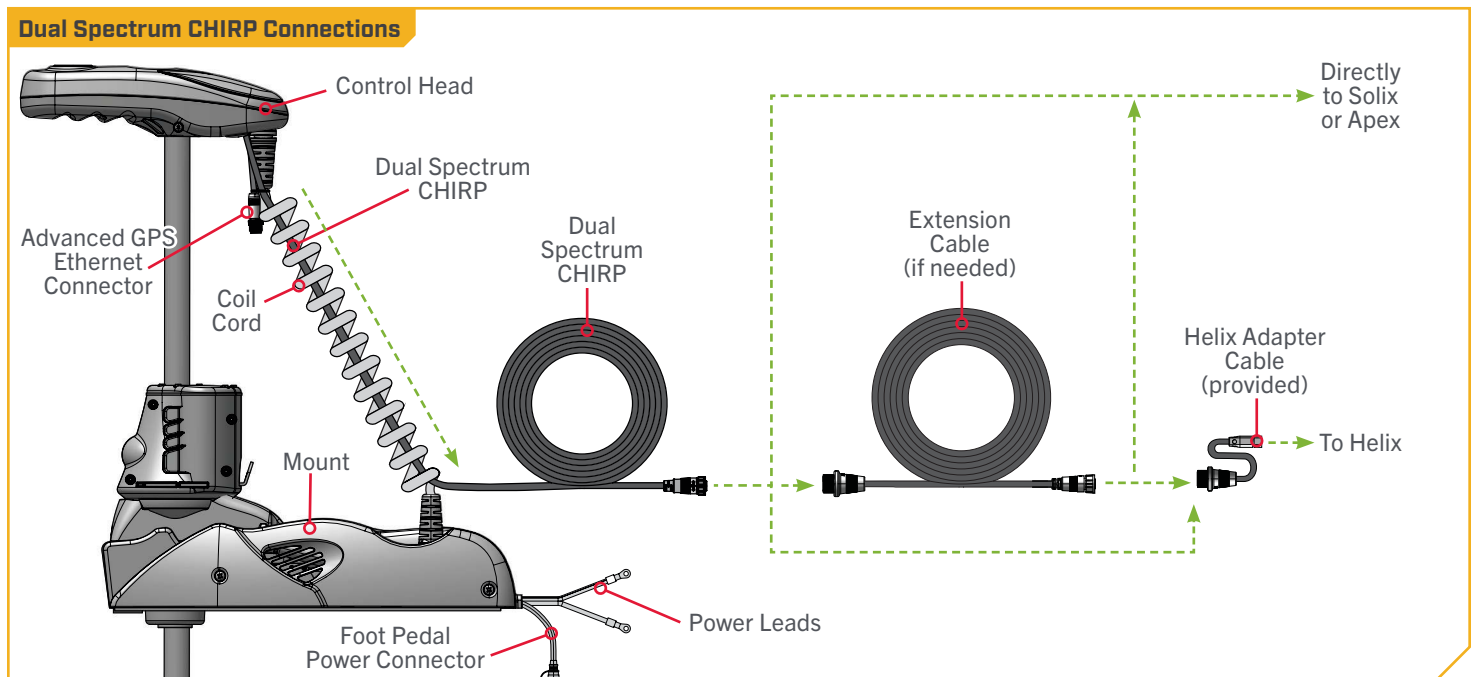 Dual Spectrum CHIRP Connections
Control Head
Dual Spectrum
CHIRP
Advanced GPS
Ethernet
Connector
Coil
Cord
Dual
Spectrum
CHIRP
Extension
Cable
(if needed)
Directly
to Solix
or Apex
Helix Adapter
Cable
(provided)
To Helix
Mount
Power Leads
Foot Pedal
Power Connector